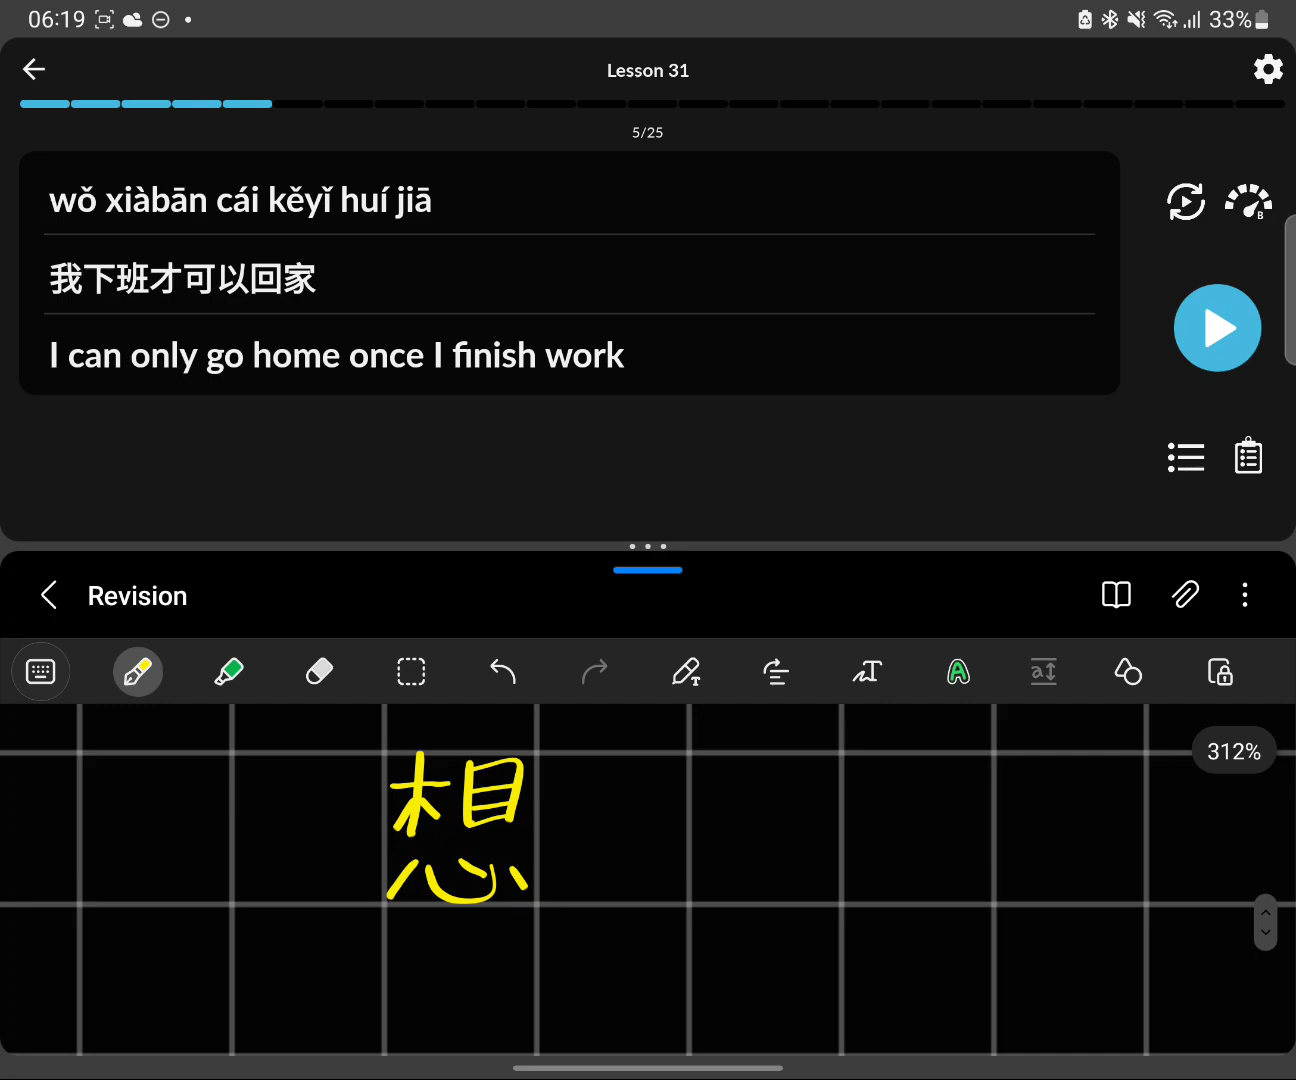 06:19
33%
Lesson 31
5/25
wǒ xiàbān cái kěyǐ huí jiā
B
我下班才可以回家
I can only go home once I finish work
Revision
T
T
A
a
312%
想